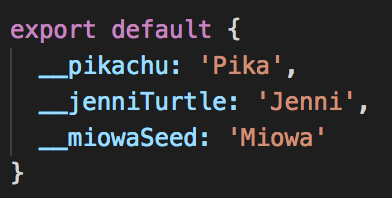 export default {
  __pikachu: 'Pika',
  __jenniTurtle: 'Jenni',
  __miowaSeed: 'Miowa'
}